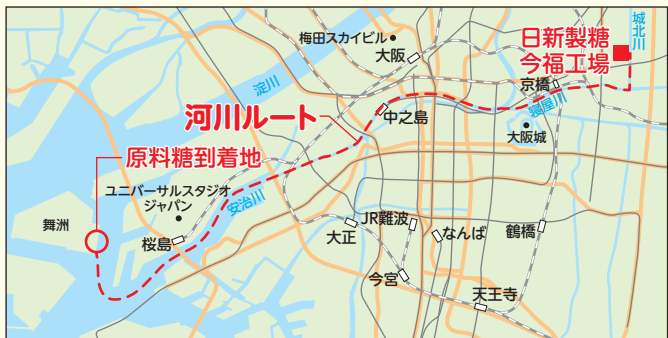 城北川
日新製糖
今福工場
梅田スカイビル
大阪
京橋
淀川
中之島
寝屋川
河川ルート
大阪城
原料糖到着地
ユニバーサルスタジオ
ジャパン
安治川
舞洲
桜島
大正
JR難波
なんば
鶴橋
今宮
天王寺